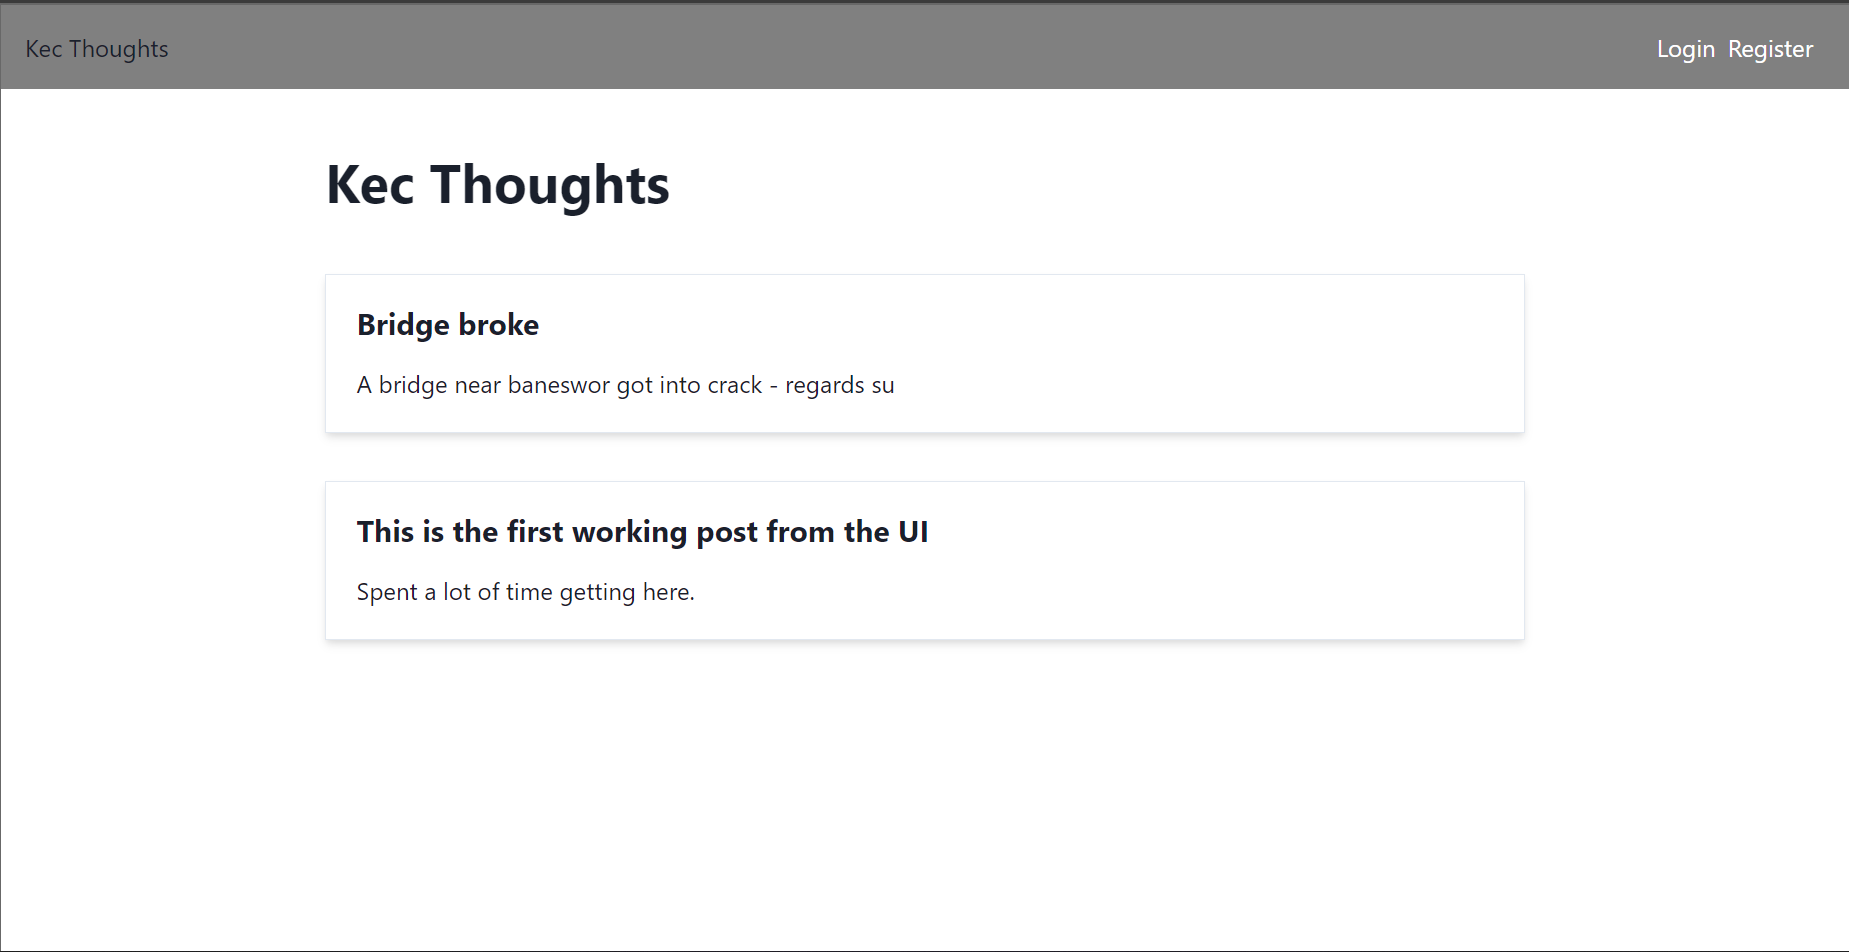 Kec Thoughts
Login Register
Kec Thoughts
Bridge broke
A bridge near baneswor got into crack - regards su
This is the first working post from the UI
Spent a lot of time getting here.